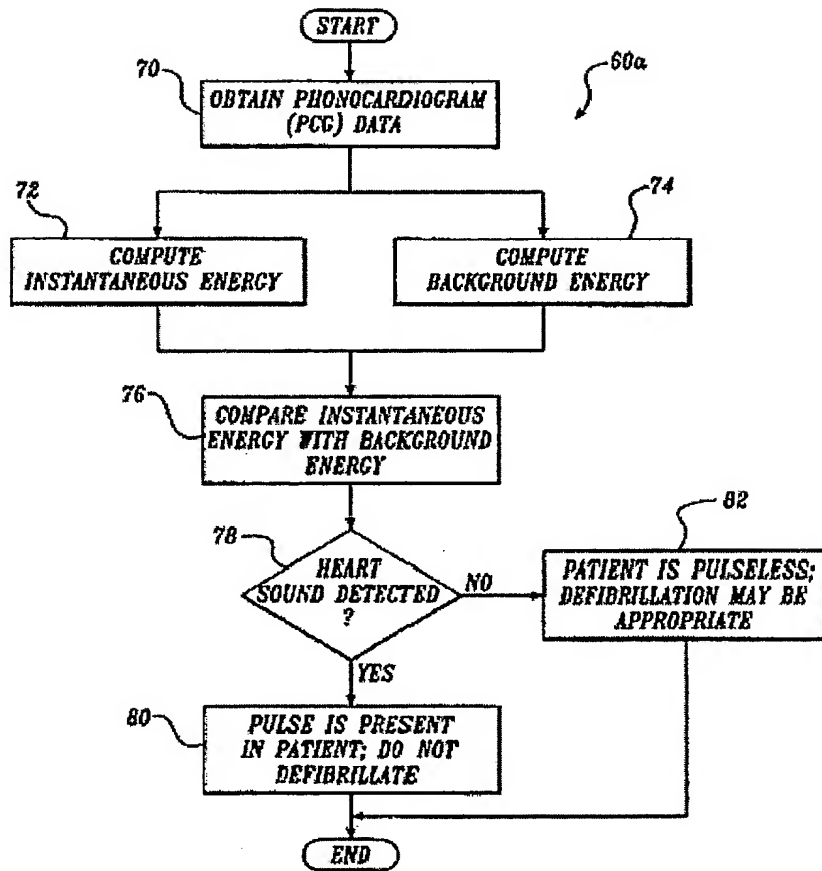 START
70
60a
OBTAIN PHONOCARDIOGRAM
(PCG) DATA
72
74
COMPUTE
INSTANTANEOUS ENERGY
COMPUTE
BACKGROUND ENERGY
76
COMPARE INSTANTANEOUS
ENERGY WITH BACKGROUND
ENERGY
78
HEART
SOUND DETECTED
?
NO
82
PATIENT IS PULSELESS;
DEFIBRILLATION MAY BE
APPROPRIATE
YES
80
PULSE IS PRESENT
IN PATIENT; DO NOT
DEFIBRILLATE
END